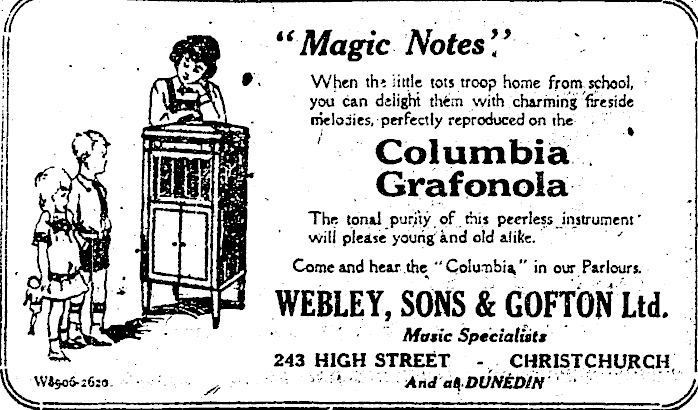 "Magic Notes"
When the little tots troop home from school,
you can delight them with charming fireside
melodies, perfectly reproduced on the
Columbia
Grafonola
The tonal purity of this peerless instrument
will please young and old alike.
Come and hear the "Columbia" in our Parlours.
WEBLEY, SONS & GOFTON Ltd.
Music Specialists
243 HIGH STREET - CHRISTCHURCH
And at DUNEDIN
W8906-2620